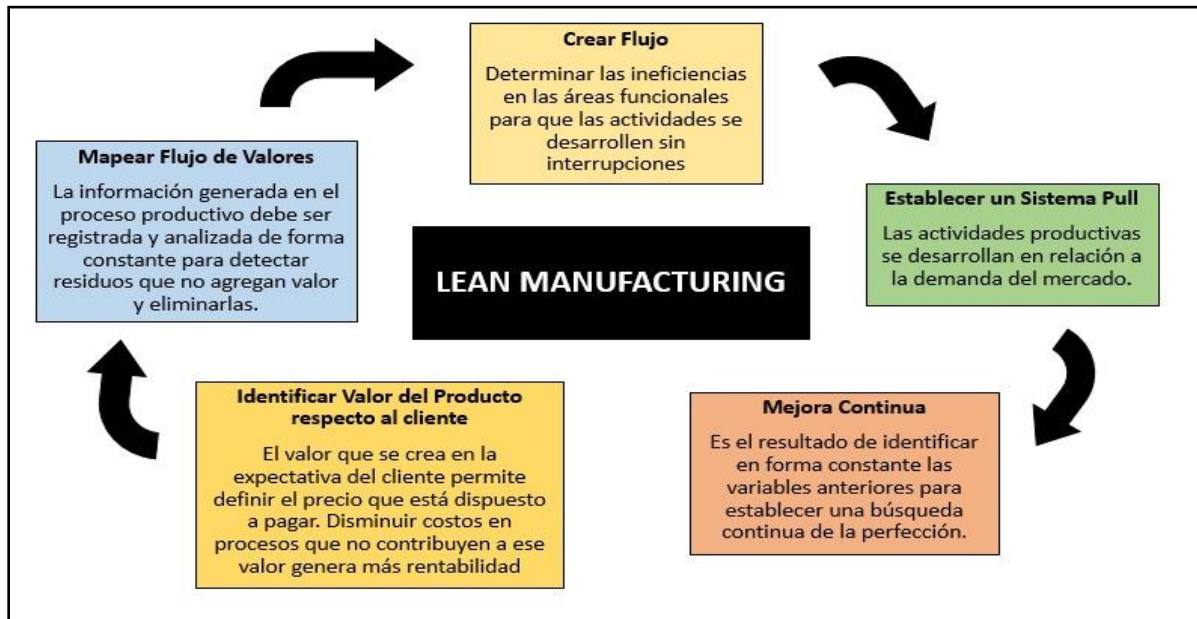 Crear Flujo
Determinar las ineficiencias
en las áreas funcionales
para que las actividades se
desarrollen sin
interrupciones
Mapear Flujo de Valores
La información generada en el
proceso productivo debe ser
registrada y analizada de forma
constante para detectar
residuos que no agregan valor
y eliminarlas.
Establecer un Sistema Pull
Las actividades productivas
se desarrollan en relación a
la demanda del mercado.
LEAN MANUFACTURING
Identificar Valor del Producto
respecto al cliente
El valor que se crea en la
expectativa del cliente permite
definir el precio que está dispuesto
a pagar. Disminuir costos en
procesos que no contribuyen a ese
valor genera más rentabilidad
Mejora Continua
Es el resultado de identificar
en forma constante las
variables anteriores para
establecer una búsqueda
continua de la perfección.